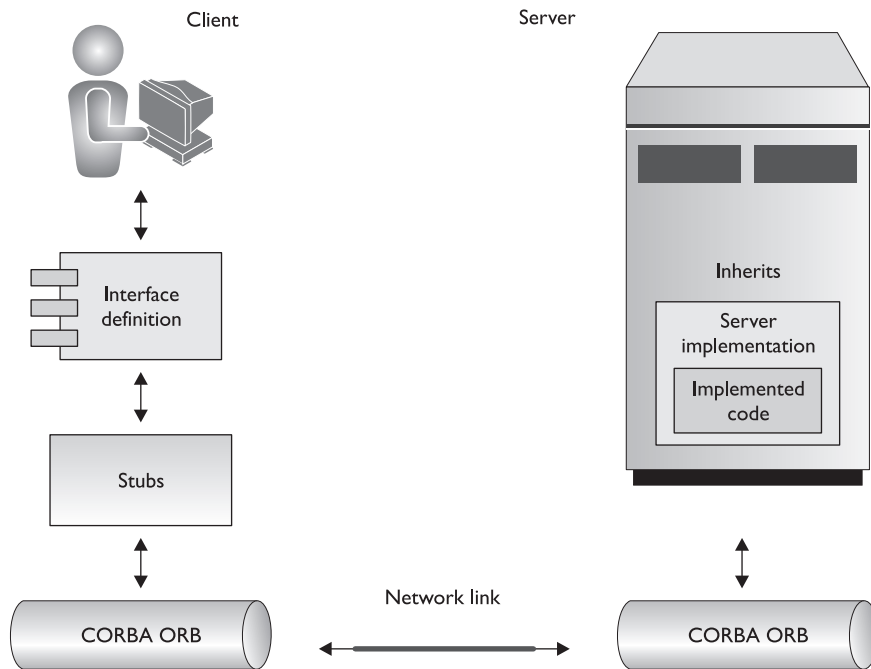 Client
Server
Interface
definition
Stubs
CORBA ORB
Network link
Inherits
Server
implementation
Implemented
code
CORBA ORB